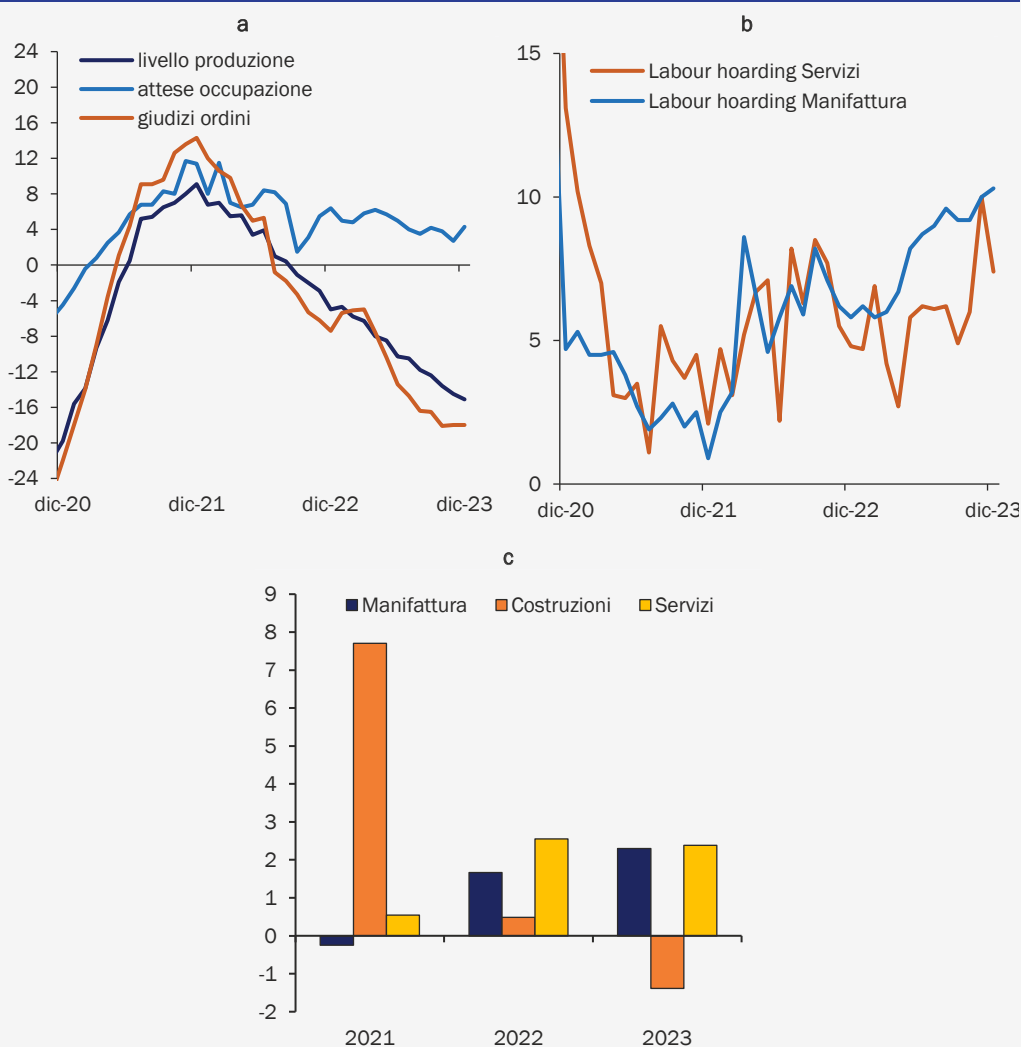 a
24
20
16
12
8
4
0
-4
-8
-12
-16
-20
-24
livello produzione
attese occupazione
giudizi ordini
dic-20 dic-21 dic-22 dic-23
b
15
10
5
0
Labour hoarding Servizi
Labour hoarding Manifattura
dic-20 dic-21 dic-22 dic-23
c
9
8
7
6
5
4
3
2
1
0
-1
-2
Manifattura Costruzioni Servizi
2021 2022 2023